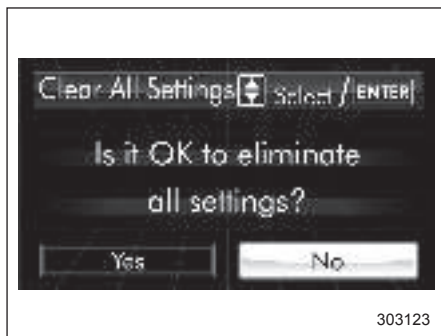 Clear All Settings Select / ENTER
Is it OK to eliminate
all settings?
Yes No
303123